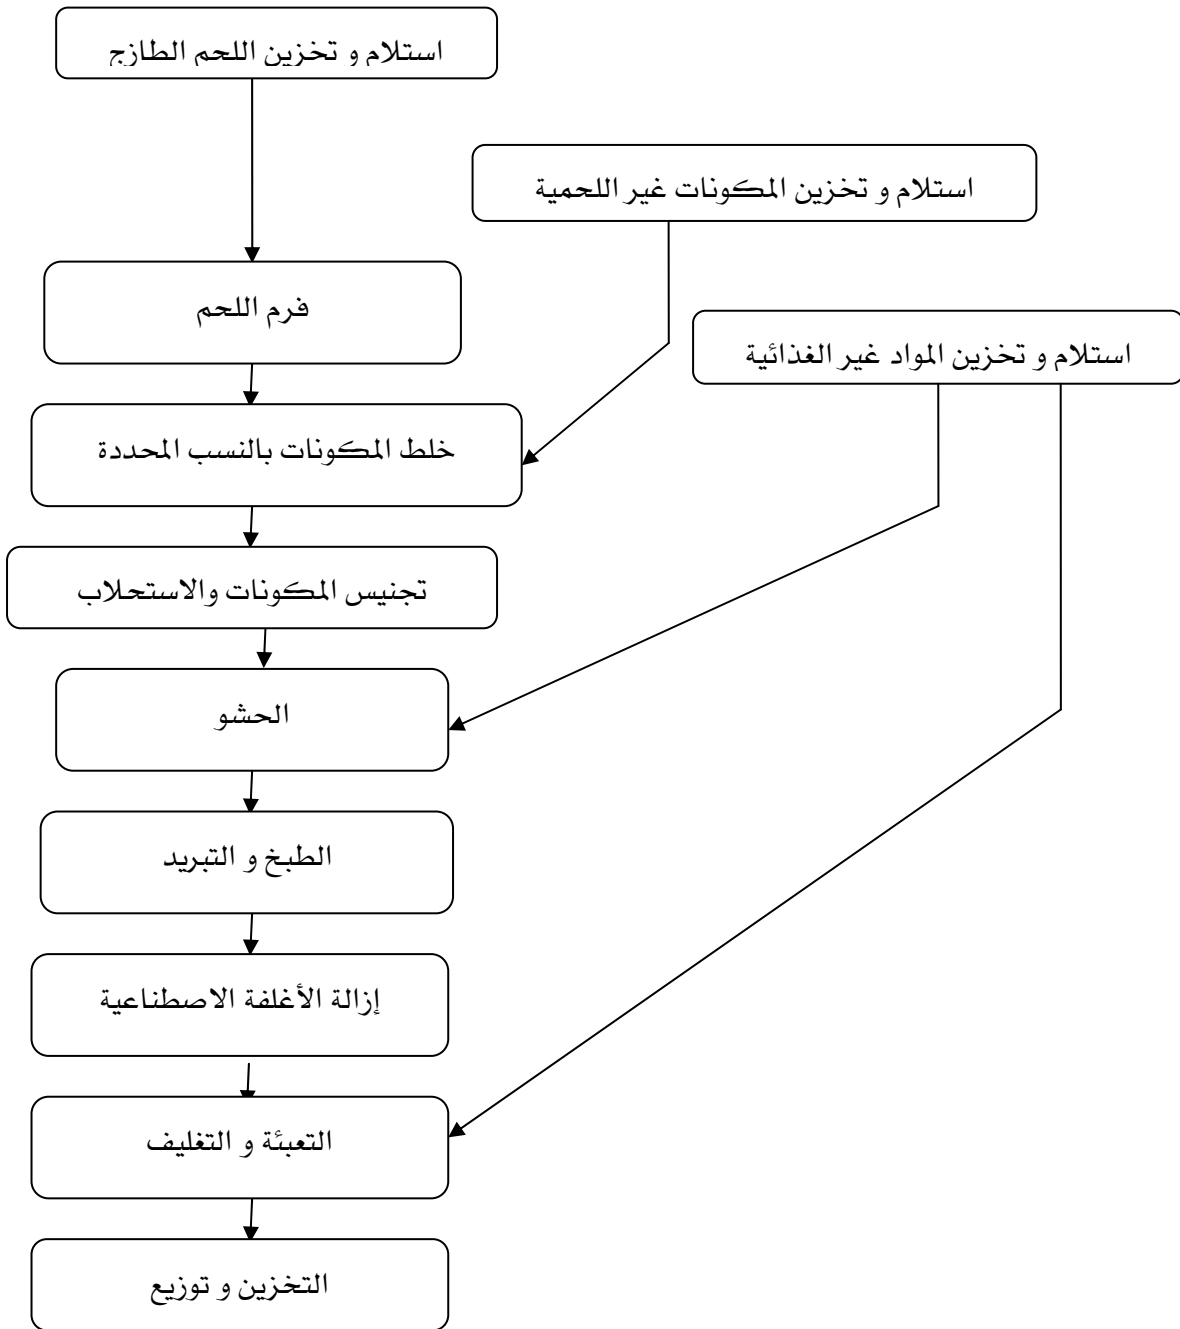 استلام و تخزين اللحم الطازج
استلام و تخزين المكونات غير اللحمية
فرم اللحم
استلام و تخزين المواد غير الغذائية
خلط المكونات بالنسب المحددة
تجنيس المكونات والاستحلاب
الحشو
الطبخ و التبريد
إزالة الأغلفة الاصطناعية
التعبئة و التغليف
التخزين و توزيع